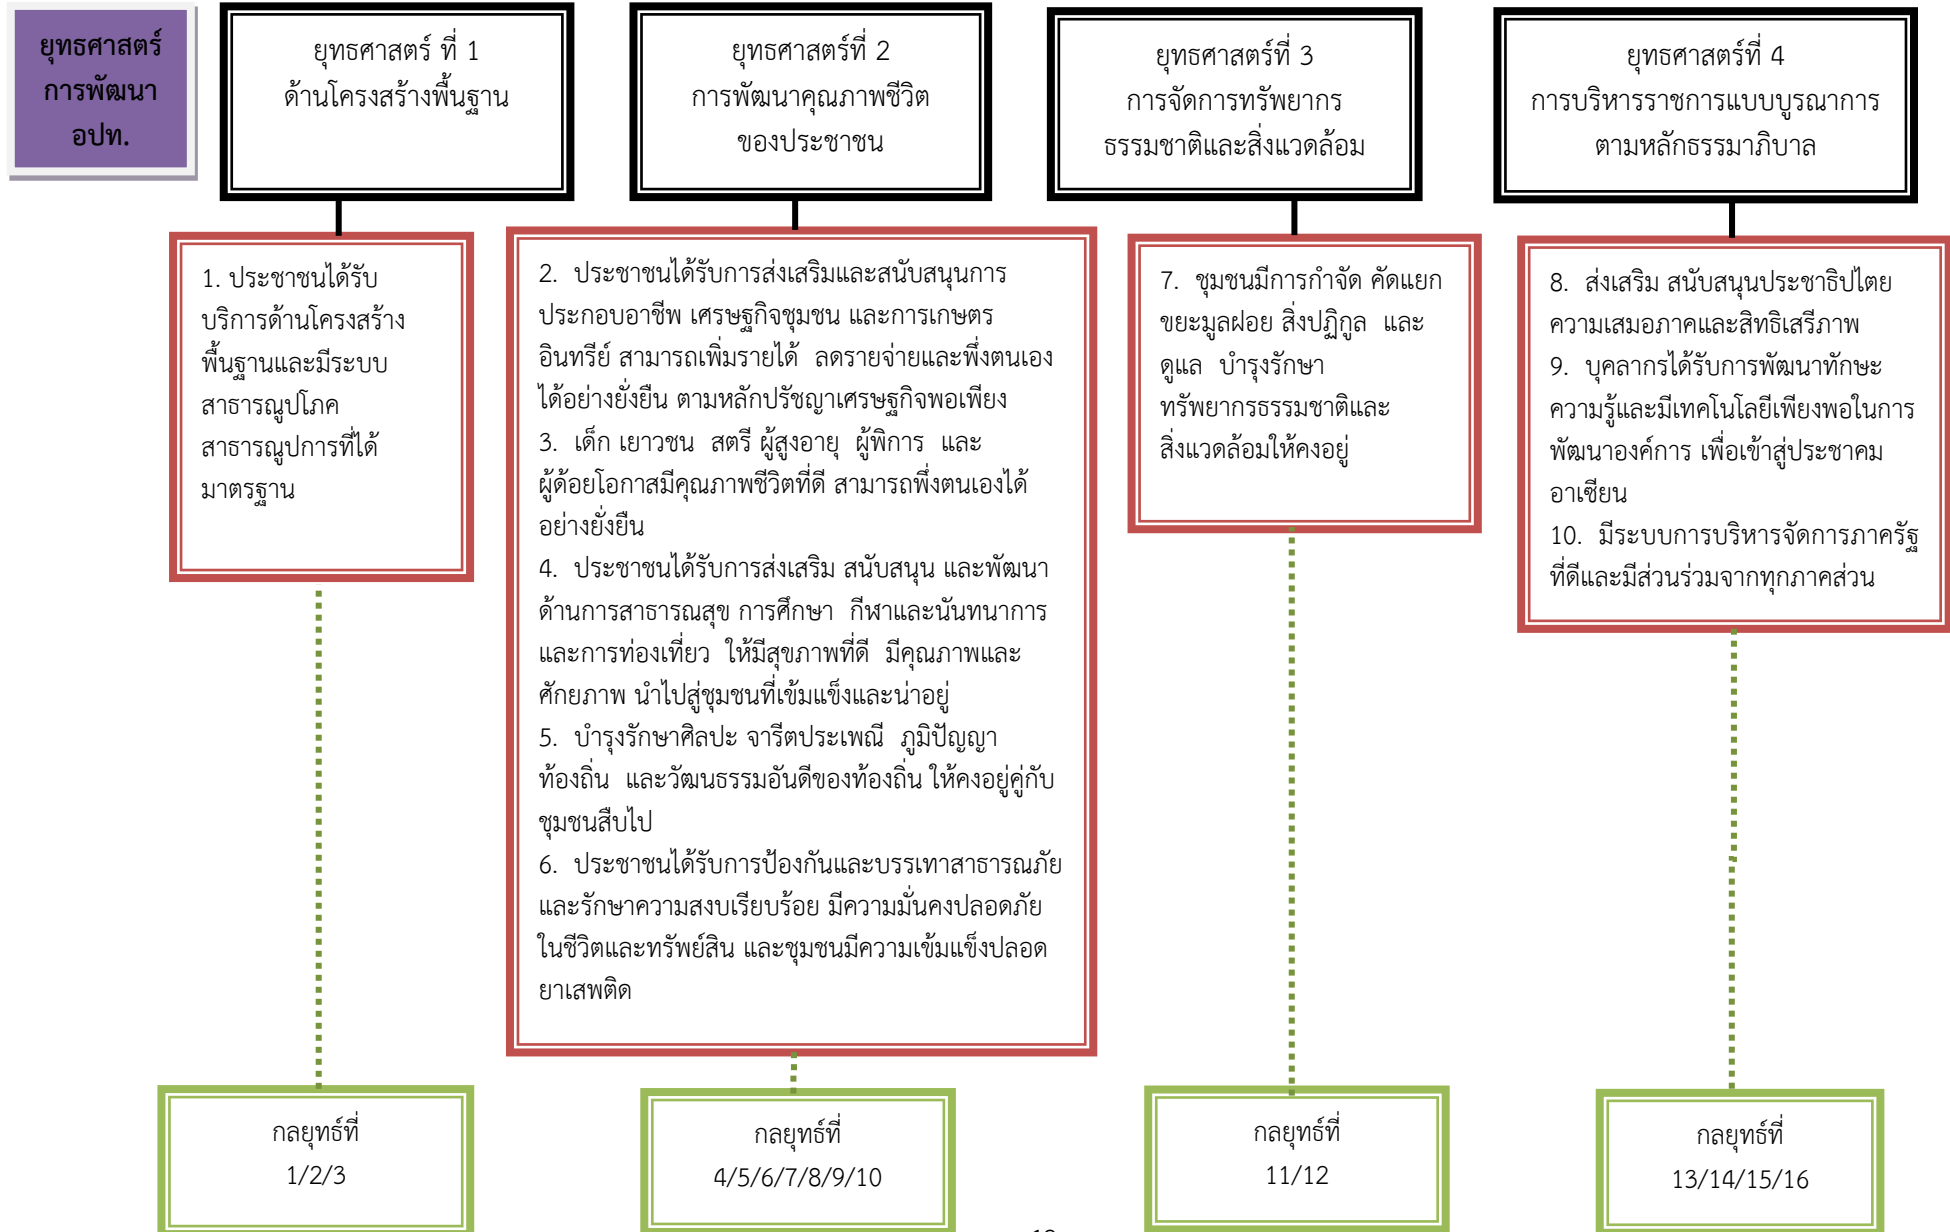 ยุทธศาสตร์
การพัฒนา
อปท.
ยุทธศาสตร์ ที่ 1
ด้านโครงสร้างพื้นฐาน
ยุทธศาสตร์ที่ 2
การพัฒนาคุณภาพชีวิต
ของประชาชน
ยุทธศาสตร์ที่ 3
การจัดการทรัพยากร
ธรรมชาติและสิ่งแวดล้อม
ยุทธศาสตร์ที่ 4
การบริหารราชการแบบบูรณาการ
ตามหลักธรรมาภิบาล
1. ประชาชนได้รับ
บริการด้านโครงสร้าง
พื้นฐานและมีระบบ
สาธารณูปโภค
สาธารณูปการที่ได้
มาตรฐาน
2. ประชาชนได้รับการส่งเสริมและสนับสนุนการ
ประกอบอาชีพ เศรษฐกิจชุมชน และการเกษตร
อินทรีย์ สามารถเพิ่มรายได้ ลดรายจ่ายและพึ่งตนเอง
ได้อย่างยั่งยืน ตามหลักปรัชญาเศรษฐกิจพอเพียง
3. เด็ก เยาวชน สตรี ผู้สูงอายุ ผู้พิการ และ
ผู้ด้อยโอกาสมีคุณภาพชีวิตที่ดี สามารถพึ่งตนเองได้
อย่างยั่งยืน
4. ประชาชนได้รับการส่งเสริม สนับสนุน และพัฒนา
ด้านการสาธารณสุข การศึกษา กีฬาและนันทนาการ
และการท่องเที่ยว ให้มีสุขภาพที่ดี มีคุณภาพและ
ศักยภาพ นำไปสู่ชุมชนที่เข้มแข็งและน่าอยู่
5. บำรุงรักษาศิลปะ จารีตประเพณี ภูมิปัญญา
ท้องถิ่น และวัฒนธรรมอันดีของท้องถิ่น ให้คงอยู่คู่กับ
ชุมชนสืบไป
6. ประชาชนได้รับการป้องกันและบรรเทาสาธารณภัย
และรักษาความสงบเรียบร้อย มีความมั่นคงปลอดภัย
ในชีวิตและทรัพย์สิน และชุมชนมีความเข้มแข็งปลอด
ยาเสพติด
7. ชุมชนมีการกำจัด คัดแยก
ขยะมูลฝอย สิ่งปฏิกูล และ
ดูแล บำรุงรักษา
ทรัพยากรธรรมชาติและ
สิ่งแวดล้อมให้คงอยู่
8. ส่งเสริม สนับสนุนประชาธิปไตย
ความเสมอภาคและสิทธิเสรีภาพ
9. บุคลากรได้รับการพัฒนาทักษะ
ความรู้และมีเทคโนโลยีเพียงพอในการ
พัฒนาองค์การ เพื่อเข้าสู่ประชาคม
อาเซียน
10. มีระบบการบริหารจัดการภาครัฐ
ที่ดีและมีส่วนร่วมจากทุกภาคส่วน
กลยุทธ์ที่
1/2/3
กลยุทธ์ที่
4/5/6/7/8/9/10
กลยุทธ์ที่
11/12
กลยุทธ์ที่
13/14/15/16